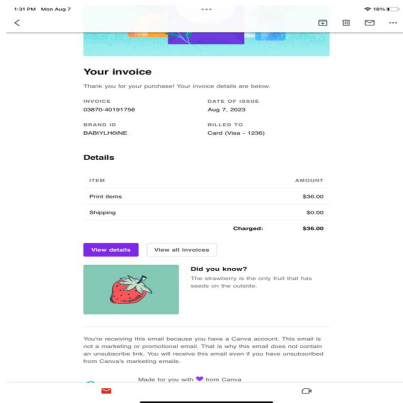 1:31 PM Mon Aug 7
18%
Your invoice
Thank you for your purchase! Your invoice details are below.
INVOICE DATE OF ISSUE
03870-40191756 Aug 7, 2023
BRAND ID BILLED TO
Card (Visa - 1236)
Details
ITEM AMOUNT
Print items $36.00
Shipping $0.00
Charged: $36.00
View details View all invoices
Did you know?
The strawberry is the only fruit that has
seeds on the outside.
You're receiving this email because you have a Canva account. This email is
not a marketing or promotional email. That is why this email does not contain
an unsubscribe link. You will receive this email even if you have unsubscribed
from Canva's marketing emails.
Made for you with 💜 from Canva